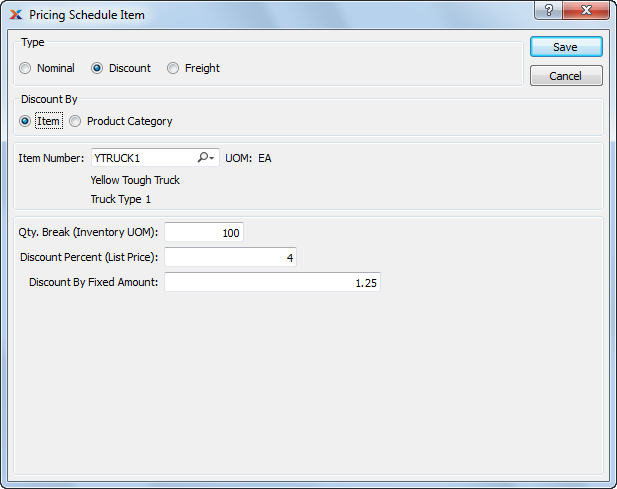 Pricing Schedule Item
Type
Nominal Discount Freight
Save
Cancel
Discount By
Item Product Category
Item Number: YTRUCK1 UOM: EA
Yellow Tough Truck
Truck Type 1
Qty. Break (Inventory UOM): 100
Discount Percent (List Price): 4
Discount By Fixed Amount: 1.25